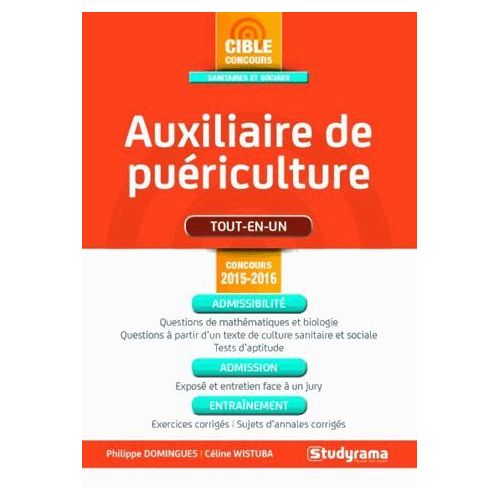 CIBLE
CONCOURS
SANITAIRES ET SOCIAUX
Auxiliaire de
puériculture
TOUT-EN-UN
CONCOURS
2015-2016
ADMISSIBILITÉ
Questions de mathématiques et biologie
Questions à partir d'un texte de culture sanitaire et sociale
Tests d'aptitude
ADMISSION
Exposé et entretien face à un jury
ENTRAÎNEMENT
Exercices corrigés | Sujets d'annales corrigés
Philippe DOMINGUES | Céline WISTUBA
Studyrama